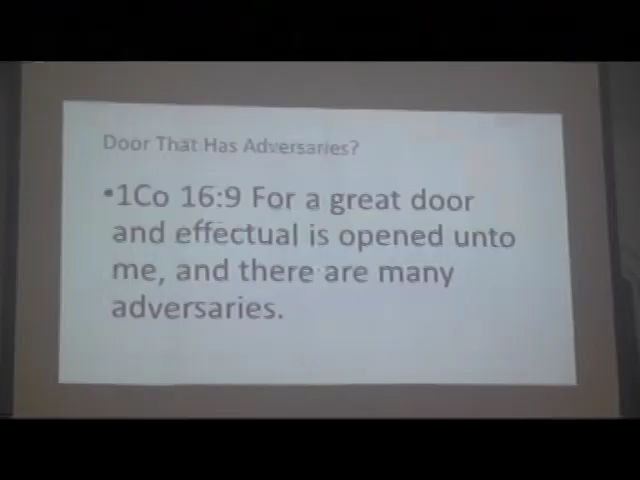 Door That Has Adversaries?
•1Co 16:9 For a great door
and effectual is opened unto
me, and there are many
adversaries.